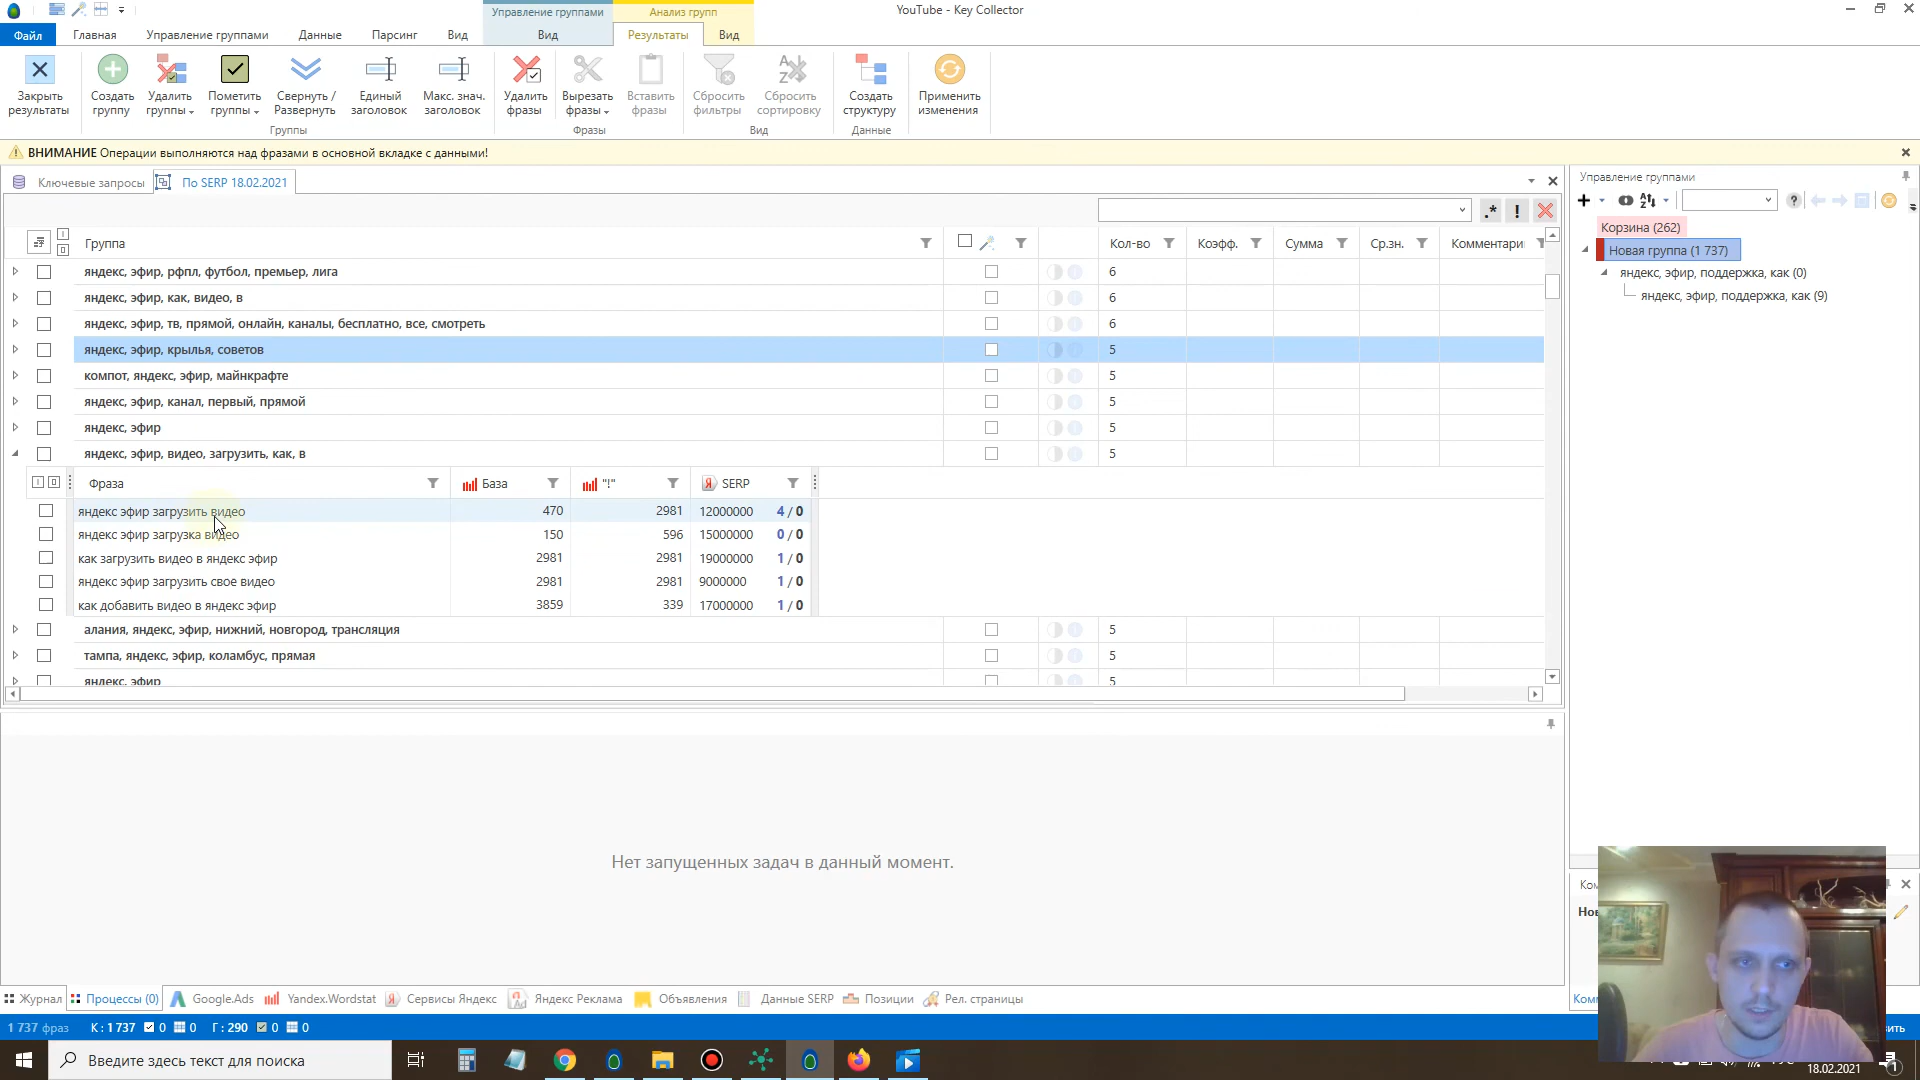 Управление группами
Анализ групп
YouTube - Key Collector
Файл
Главная
Управление группами
Данные
Парсинг
Вид
Вид
Результаты
Вид
Закрыть результаты
Создать группу
Удалить группы
Пометить группы
Свернуть / Развернуть
Единый заголовок
Макс. знач. заголовок
Удалить фразы
Вырезать фразы
Вставить фразы
Сбросить фильтры
Сбросить сортировку
Создать структуру
Применить изменения
Группы
Фразы
Вид
Данные
ВНИМАНИЕ Операции выполняются над фразами в основной вкладке с данными!
Ключевые запросы
По SERP 18.02.2021
Управление группами
.* !
Корзина (262)
Новая группа (1 737)
яндекс, эфир, поддержка, как (0)
яндекс, эфир, поддержка, как (9)
Группа Кол-во Коэфф. Сумма Ср.зн. Комментари
яндекс, эфир, рфпл, футбол, премьер, лига 6
яндекс, эфир, как, видео, в 6
яндекс, эфир, тв, прямой, онлайн, каналы, бесплатно, все, смотреть 6
яндекс, эфир, крылья, советов 5
компот, яндекс, эфир, майнкрафте 5
яндекс, эфир, канал, первый, прямой 5
яндекс, эфир 5
яндекс, эфир, видео, загрузить, как, в 5
Фраза База "!" SERP
яндекс эфир загрузить видео 470 2981 12000000 4 / 0
яндекс эфир загрузка видео 150 596 15000000 0 / 0
как загрузить видео в яндекс эфир 2981 2981 19000000 1 / 0
яндекс эфир загрузить свое видео 2981 2981 9000000 1 / 0
как добавить видео в яндекс эфир 3859 339 17000000 1 / 0
алания, яндекс, эфир, нижний, новгород, трансляция 5
тампа, яндекс, эфир, коламбус, прямая 5
яндекс, эфир 5
Нет запущенных задач в данный момент.
Журнал
Процессы (0)
Google.Ads
Yandex.Wordstat
Сервисы Яндекс
Яндекс Реклама
Объявления
Данные SERP
Позиции
Рел. страницы
1 737 фраз К: 1 737 0 0 Г: 290 0 0
Введите здесь текст для поиска
18.02.2021
1